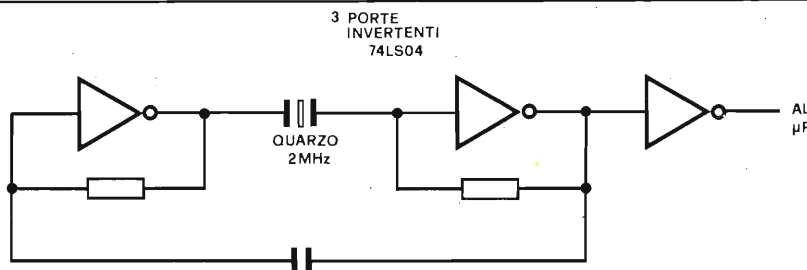 3 PORTE
INVERTENTI
74LS04
QUARZO
2MHz
AL
µP